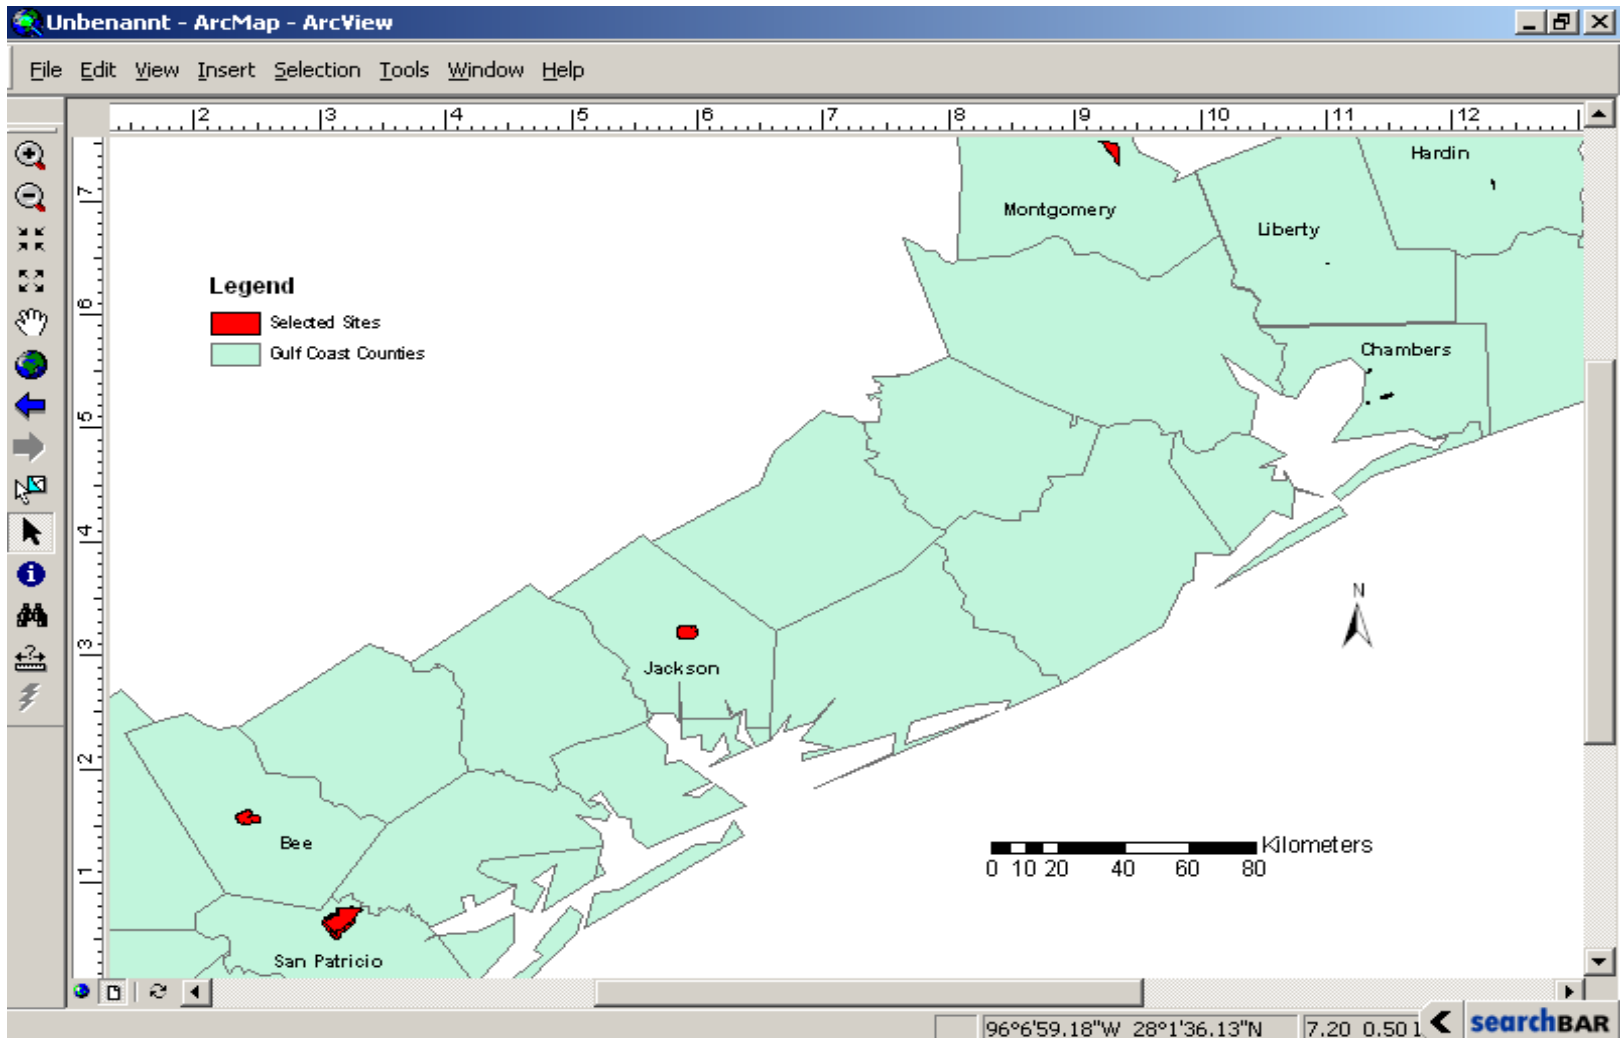 Unbenannt - ArcMap - ArcView
File Edit View Insert Selection Tools Window Help
2 3 4 5 6 7 8 9 10 11 12
7
6
5
4
3
2
1
Hardin
Montgomery
Liberty
Legend
Selected Sites
Gulf Coast Counties
Chambers
N
Jackson
Bee
Kilometers
0 10 20 40 60 80
San Patricio
96°6'59.18"W 28°1'36.13"N 7.20 0.50 I
searchBAR